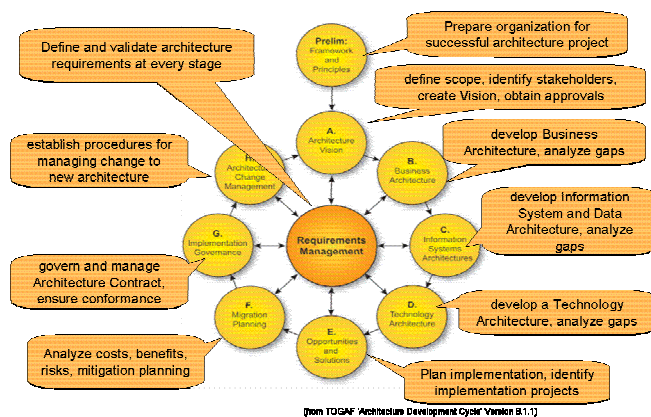 Prepare organization for
successful architecture project
Define and validate architecture
requirements at every stage
Prelim:
Framework
and
Principles
define scope, identify stakeholders,
create Vision, obtain approvals
A.
Architecture
Vision
establish procedures for
managing change to
new architecture
H.
Architecture
Change
Management
B.
Business
Architecture
develop Business
Architecture, analyze gaps
Requirements
Management
G.
Implementation
Governance
C.
Information
Systems
Architectures
develop Information
System and Data
Architecture, analyze
gaps
govern and manage
Architecture Contract,
ensure conformance
F.
Migration
Planning
D.
Technology
Architecture
develop a Technology
Architecture, analyze gaps
E.
Opportunities
and
Solutions
Analyze costs, benefits,
risks, mitigation planning
Plan implementation, identify
implementation projects
(from TOGAF 'Architecture Development Cycle' Version 8.1.1)